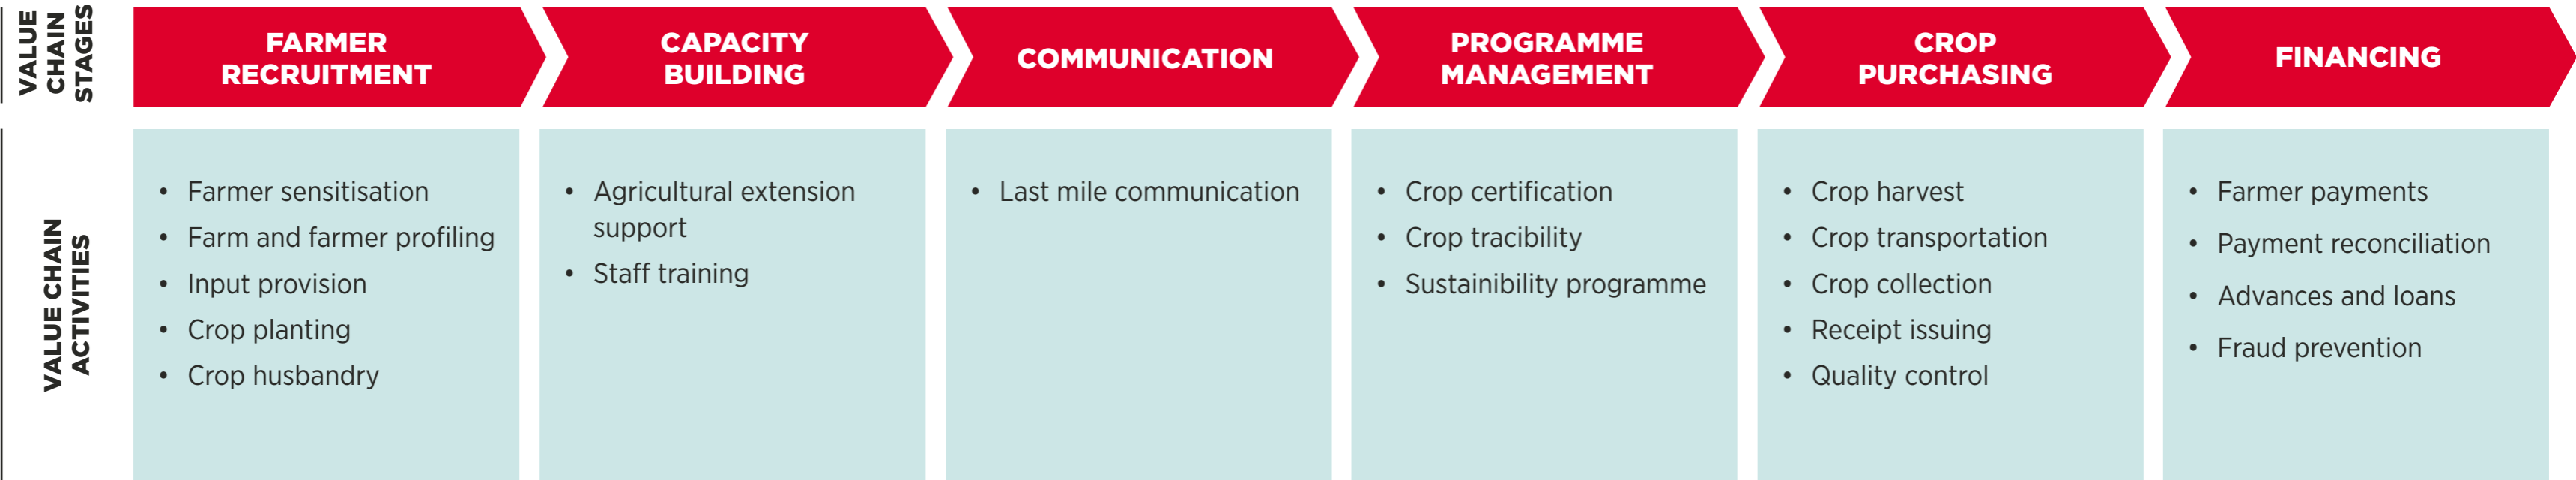 VALUE
CHAIN
STAGES
FARMER
RECRUITMENT
CAPACITY
BUILDING
COMMUNICATION
PROGRAMME
MANAGEMENT
CROP
PURCHASING
FINANCING
VALUE CHAIN
ACTIVITIES
• Farmer sensitisation
• Farm and farmer profiling
• Input provision
• Crop planting
• Crop husbandry
• Agricultural extension
support
• Staff training
• Last mile communication
• Crop certification
• Crop tracibility
• Sustainibility programme
• Crop harvest
• Crop transportation
• Crop collection
• Receipt issuing
• Quality control
• Farmer payments
• Payment reconciliation
• Advances and loans
• Fraud prevention